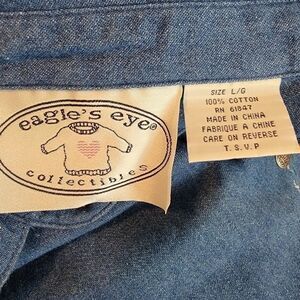 eagle's eye®
collectibles
SIZE L/G
100% COTTON
RN 61847
MADE IN CHINA
FABRIQUE A CHINE
CARE ON REVERSE
T.S.V.P